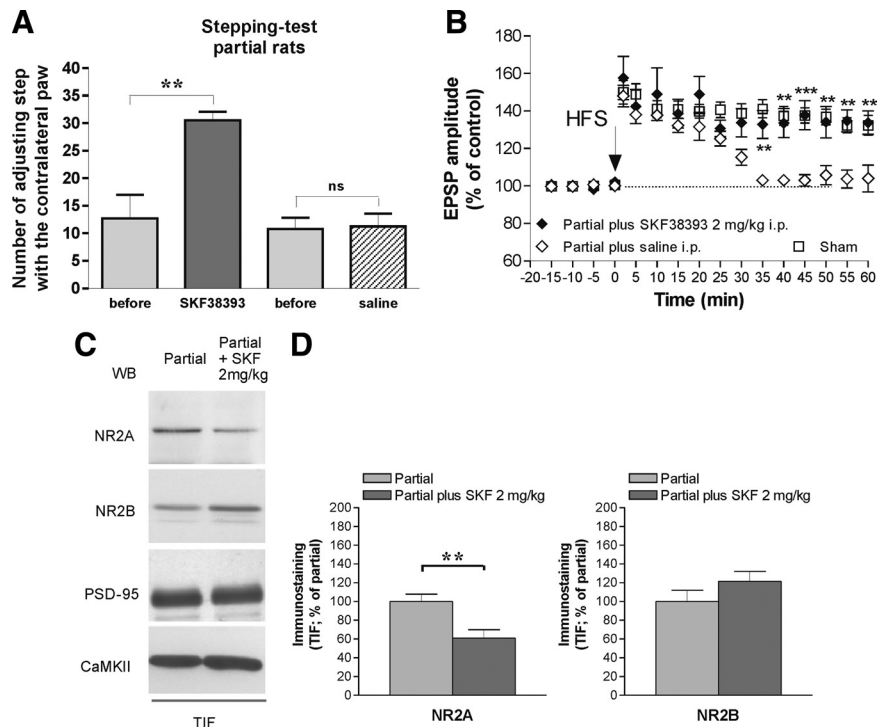 A
Stepping-test
partial rats
Number of adjusting step
with the contralateral paw
40
35
30
25
20
15
10
5
0
**
ns
before
SKF38393
before
saline
B
EPSP amplitude
(% of control)
180
160
140
120
100
80
60
HFS
**
**
***
**
**
**
Partial plus SKF38393 2 mg/kg i.p.
Partial plus saline i.p.
Sham
-20 -15 -10 -5 0 5 10 15 20 25 30 35 40 45 50 55 60
Time (min)
C
WB
Partial
Partial
+ SKF
2mg/kg
NR2A
NR2B
PSD-95
CaMKII
TIF
D
Partial
Partial plus SKF 2 mg/kg
Immunostaining
(TIF; % of partial)
200
180
160
140
120
100
80
60
40
20
0
**
NR2A
Partial
Partial plus SKF 2 mg/kg
Immunostaining
(TIF; % of partial)
200
180
160
140
120
100
80
60
40
20
0
NR2B